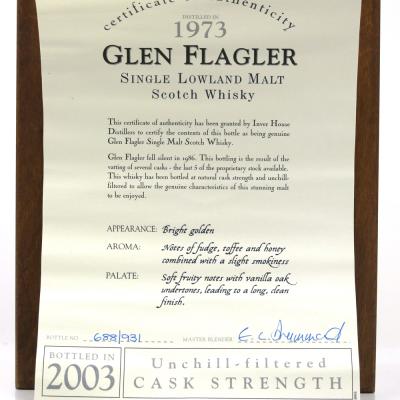 certificate of authenticity
DISTILLED IN
1973
GLEN FLAGLER
SINGLE LOWLAND MALT
Scotch Whisky
This certificate of authenticity has been granted by Inver House
Distillers to certify the contents of this bottle as being genuine
Glen Flagler Single Malt Scotch Whisky.
Glen Flagler fell silent in 1986. This bottling is the result of the
vatting of several casks - the last 5 of the proprietary stock available.
This whisky has been bottled at natural cask strength and unchill-
filtered to allow the genuine characteristics of this stunning malt
to be enjoyed.
APPEARANCE: Bright golden
AROMA: Notes of fudge, toffee and honey
combined with a slight smokiness
PALATE: Soft fruity notes with vanilla oak
undertones, leading to a long, clean
finish.
BOTTLE NO 688/931 MASTER BLENDER
BOTTLED IN
2003
Unchill-filtered
CASK STRENGTH